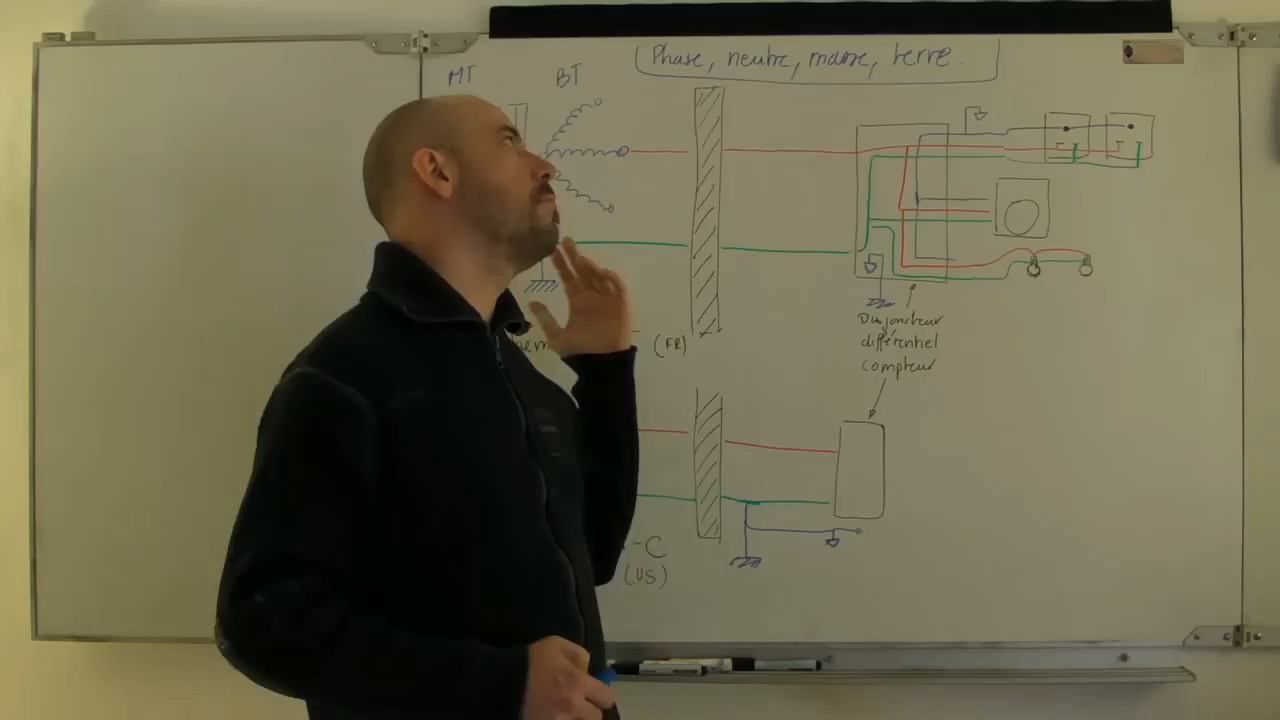 Phase, neutre, masse, terre.
MT
BT
(FR)
Disjoncteur
différentiel
compteur
-C
(US)